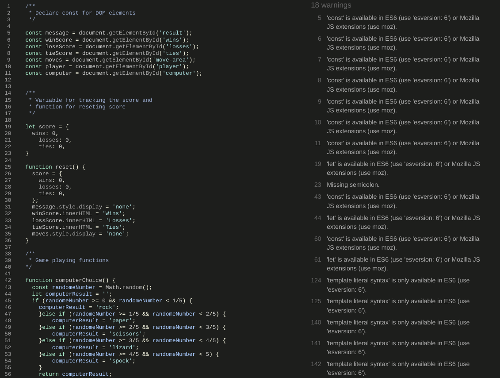 1 /**
2 * Declare const for DOM elements
3 */
4
5 const message = document.getElementById('result');
6 const winScore = document.getElementById('wins');
7 const lossScore = document.getElementById('losses');
8 const tieScore = document.getElementById('ties');
9 const moves = document.getElementById('move-area');
10 const player = document.getElementById('player');
11 const computer = document.getElementById('computer');
12
13
14 /**
15 * Variable for tracking the score and
16 * function for reseting score
17 */
18
19 let score = {
20 wins: 0,
21 losses: 0,
22 ties: 0,
23 }
24
25 function reset() {
26 score = {
27 wins: 0,
28 losses: 0,
29 ties: 0,
30 };
31 message.style.display = 'none';
32 winScore.innerHTML = 'Wins';
33 lossScore.innerHTML = 'Losses';
34 tieScore.innerHTML = 'Ties';
35 moves.style.display = 'none'
36 }
37
38 /**
39 * Game playing functions
40 */
41
42 function computerChoice() {
43 const randomeNumber = Math.random();
44 let computerResult = '';
45 if (randomeNumber >= 0 && randomeNumber < 1/5) {
46 computerResult = 'rock';
47 }else if (randomeNumber >= 1/5 && randomeNumber < 2/5) {
48 computerResult = 'paper';
49 }else if (randomeNumber >= 2/5 && randomeNumber < 3/5) {
50 computerResult = 'scissors';
51 }else if (randomeNumber >= 3/5 && randomeNumber < 4/5) {
52 computerResult = 'lizard';
53 }else if (randomeNumber >= 4/5 && randomeNumber < 5) {
54 computerResult = 'spock';
55 }
56 return computerResult;
18 warnings
5 'const' is available in ES6 (use 'esversion: 6') or Mozilla
JS extensions (use moz).
6 'const' is available in ES6 (use 'esversion: 6') or Mozilla
JS extensions (use moz).
7 'const' is available in ES6 (use 'esversion: 6') or Mozilla
JS extensions (use moz).
8 'const' is available in ES6 (use 'esversion: 6') or Mozilla
JS extensions (use moz).
9 'const' is available in ES6 (use 'esversion: 6') or Mozilla
JS extensions (use moz).
10 'const' is available in ES6 (use 'esversion: 6') or Mozilla
JS extensions (use moz).
11 'const' is available in ES6 (use 'esversion: 6') or Mozilla
JS extensions (use moz).
19 'let' is available in ES6 (use 'esversion: 6') or Mozilla JS
extensions (use moz).
23 Missing semicolon.
43 'const' is available in ES6 (use 'esversion: 6') or Mozilla
JS extensions (use moz).
44 'let' is available in ES6 (use 'esversion: 6') or Mozilla JS
extensions (use moz).
60 'const' is available in ES6 (use 'esversion: 6') or Mozilla
JS extensions (use moz).
61 'let' is available in ES6 (use 'esversion: 6') or Mozilla JS
extensions (use moz).
'template literal syntax' is only available in ES6 (use
'esversion: 6').
'template literal syntax' is only available in ES6 (use
'esversion: 6').
140 'template literal syntax' is only available in ES6 (use
'esversion: 6').
141 'template literal syntax' is only available in ES6 (use
'esversion: 6').
142 'template literal syntax' is only available in ES6 (use
'esversion: 6').